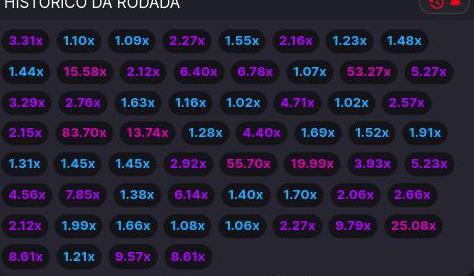 HISTÓRICO DA RODADA
3.31x 1.10x 1.09x 2.27x 1.55x 2.16x 1.23x 1.48x
1.44x 15.58x 2.12x 6.40x 6.78x 1.07x 53.27x 5.27x
3.29x 2.76x 1.63x 1.16x 1.02x 4.71x 1.02x 2.57x
2.15x 83.70x 13.74x 1.28x 4.40x 1.69x 1.52x 1.91x
1.31x 1.45x 1.45x 2.92x 55.70x 19.99x 3.93x 5.23x
4.56x 7.85x 1.38x 6.14x 1.40x 1.70x 2.06x 2.66x
2.12x 1.99x 1.66x 1.08x 1.06x 2.27x 9.79x 25.08x
8.61x 1.21x 9.57x 8.61x